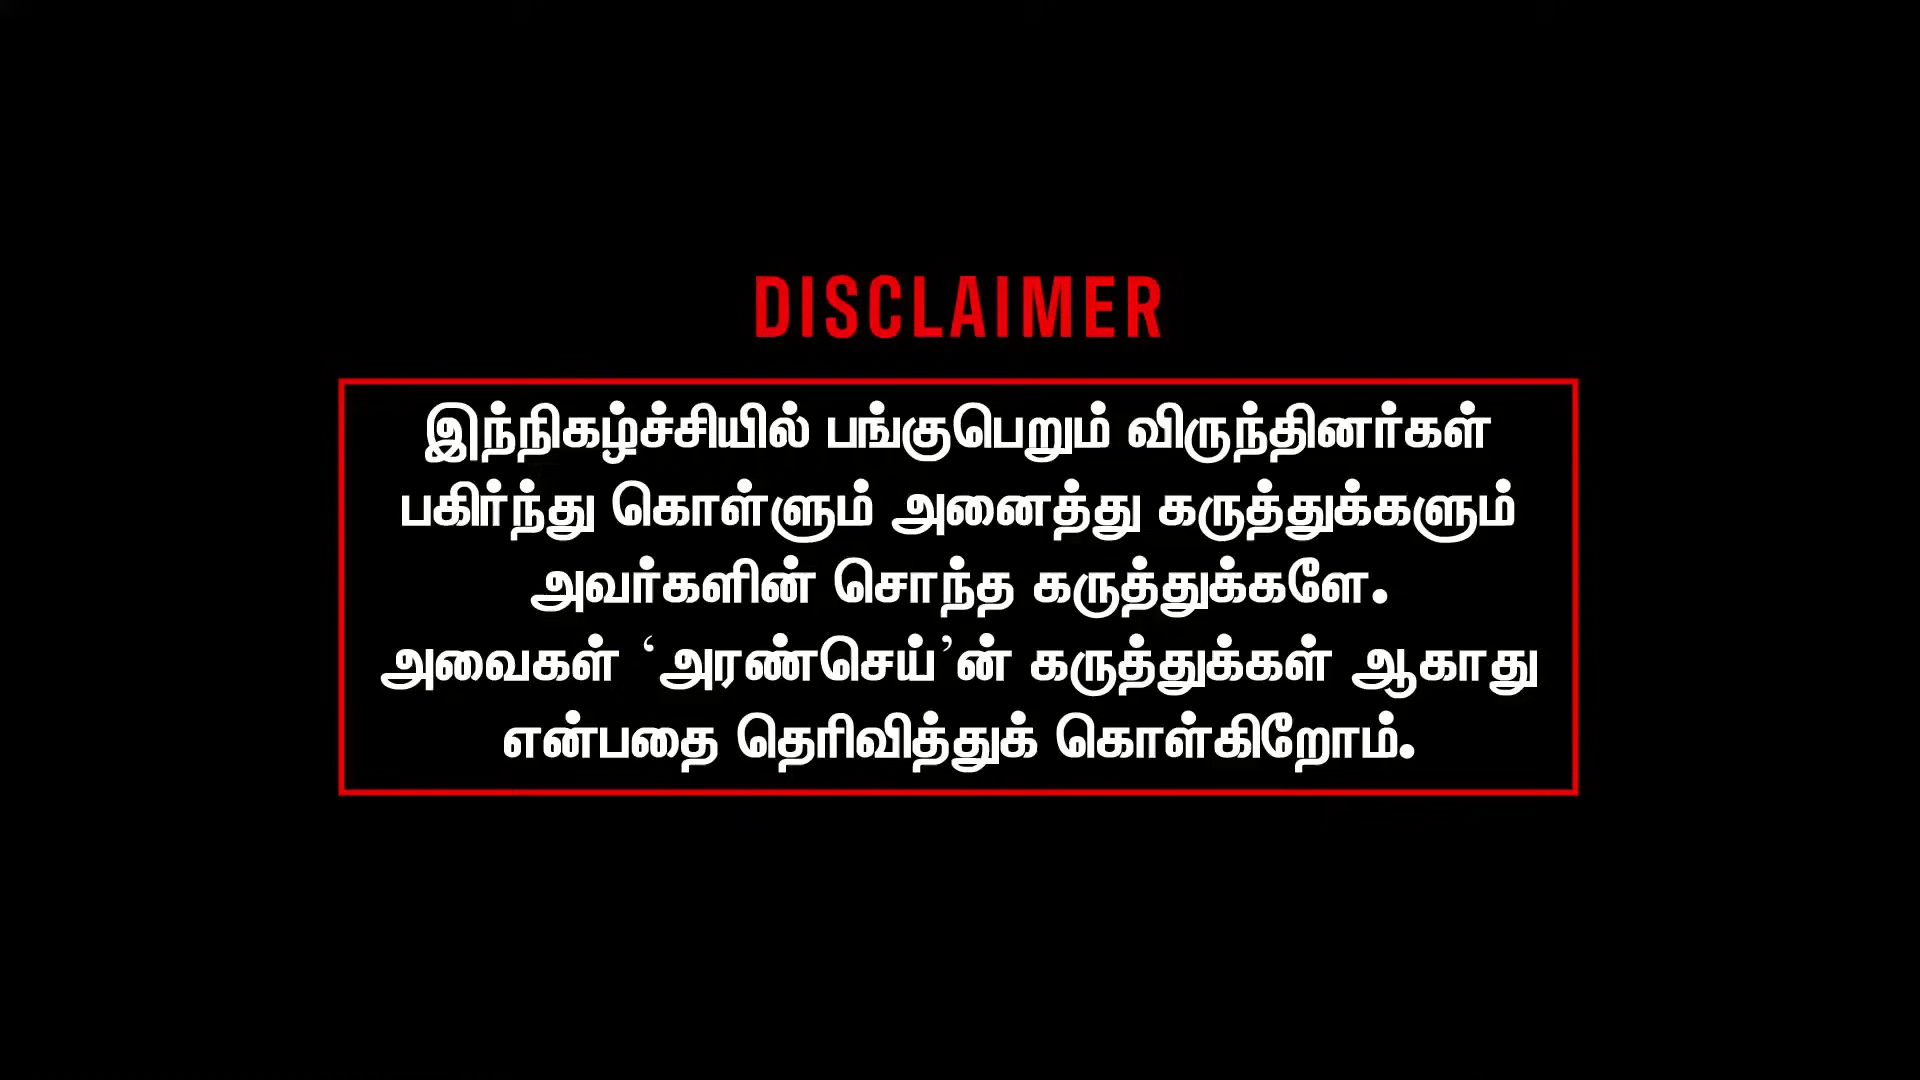 DISCLAIMER
இந்நிகழ்ச்சியில் பங்குபெறும் விருந்தினர்கள்
பகிர்ந்து கொள்ளும் அனைத்து கருத்துக்களும்
அவர்களின் சொந்த கருத்துக்களே.
அவைகள் ‘அரண்செய்’ன் கருத்துக்கள் ஆகாது
என்பதை தெரிவித்துக் கொள்கிறோம்.